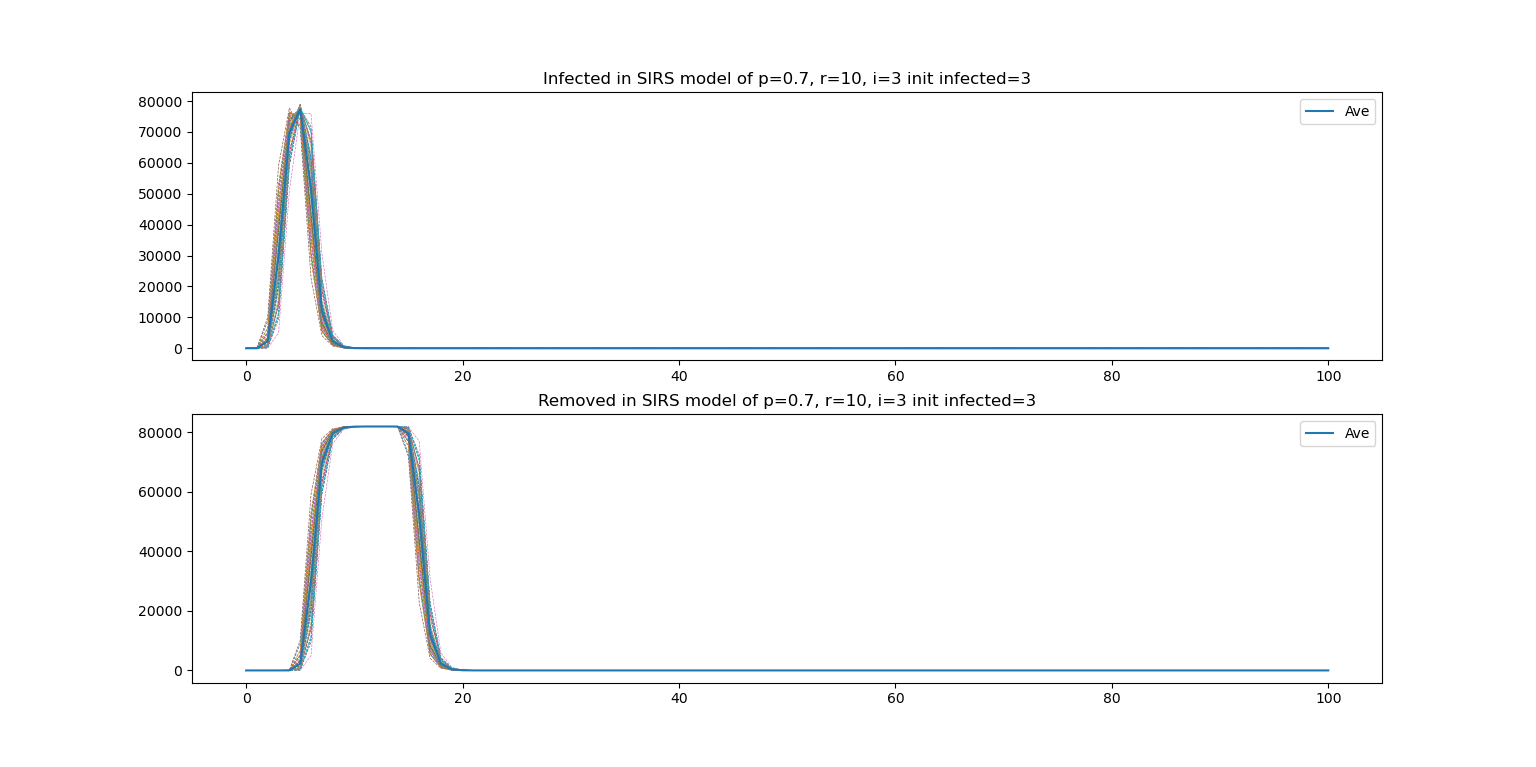 Infected in SIRS model of p=0.7, r=10, i=3 init infected=3
80000
70000
60000
50000
40000
30000
20000
10000
0
Ave
0 20 40 60 80 100
Removed in SIRS model of p=0.7, r=10, i=3 init infected=3
80000
60000
40000
20000
0
Ave
0 20 40 60 80 100